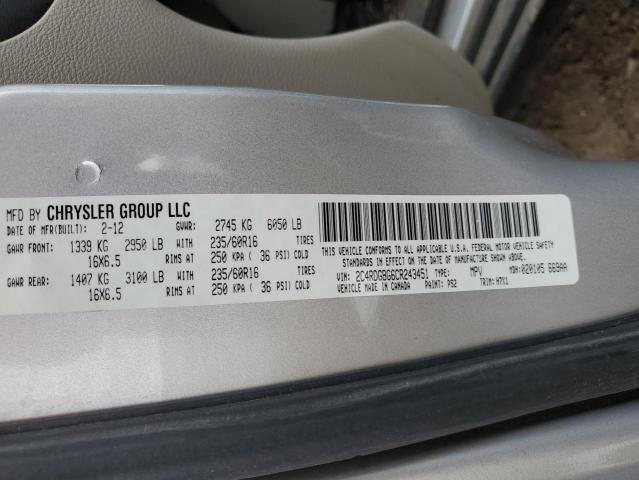 MFD BY CHRYSLER GROUP LLC
DATE OF MFR(BUILT): 2-12 GVWR: 2745 KG 6050 LB
GAWR FRONT: 1339 KG 2950 LB WITH 235/60R16 TIRES
16X6.5 RIMS AT 250 KPA ( 36 PSI) COLD
GAWR REAR: 1407 KG 3100 LB WITH 235/60R16 TIRES
16X6.5 RIMS AT 250 KPA ( 36 PSI) COLD
THIS VEHICLE CONFORMS TO ALL APPLICABLE U.S.A. FEDERAL MOTOR VEHICLE SAFETY
STANDARDS IN EFFECT ON THE DATE OF MANUFACTURE SHOWN ABOVE.
VIN: 2C4RDGBG6CR243451 TYPE: MPV MDH: 020105 669AA
VEHICLE MADE IN CANADA PAINT: PS2 TRIM: H7X1